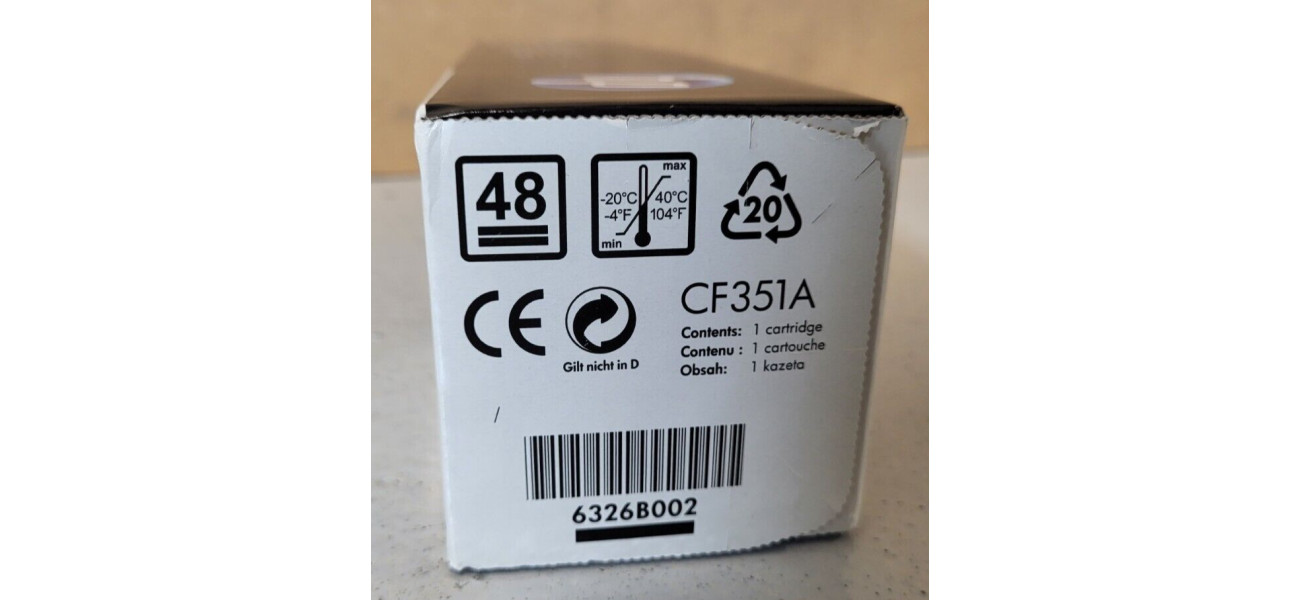 48
max
-20°C 40°C
-4°F 104°F
min
20
CE
Gilt nicht in D
CF351A
Contents: 1 cartridge
Contenu : 1 cartouche
Obsah: 1 kazeta
6326B002